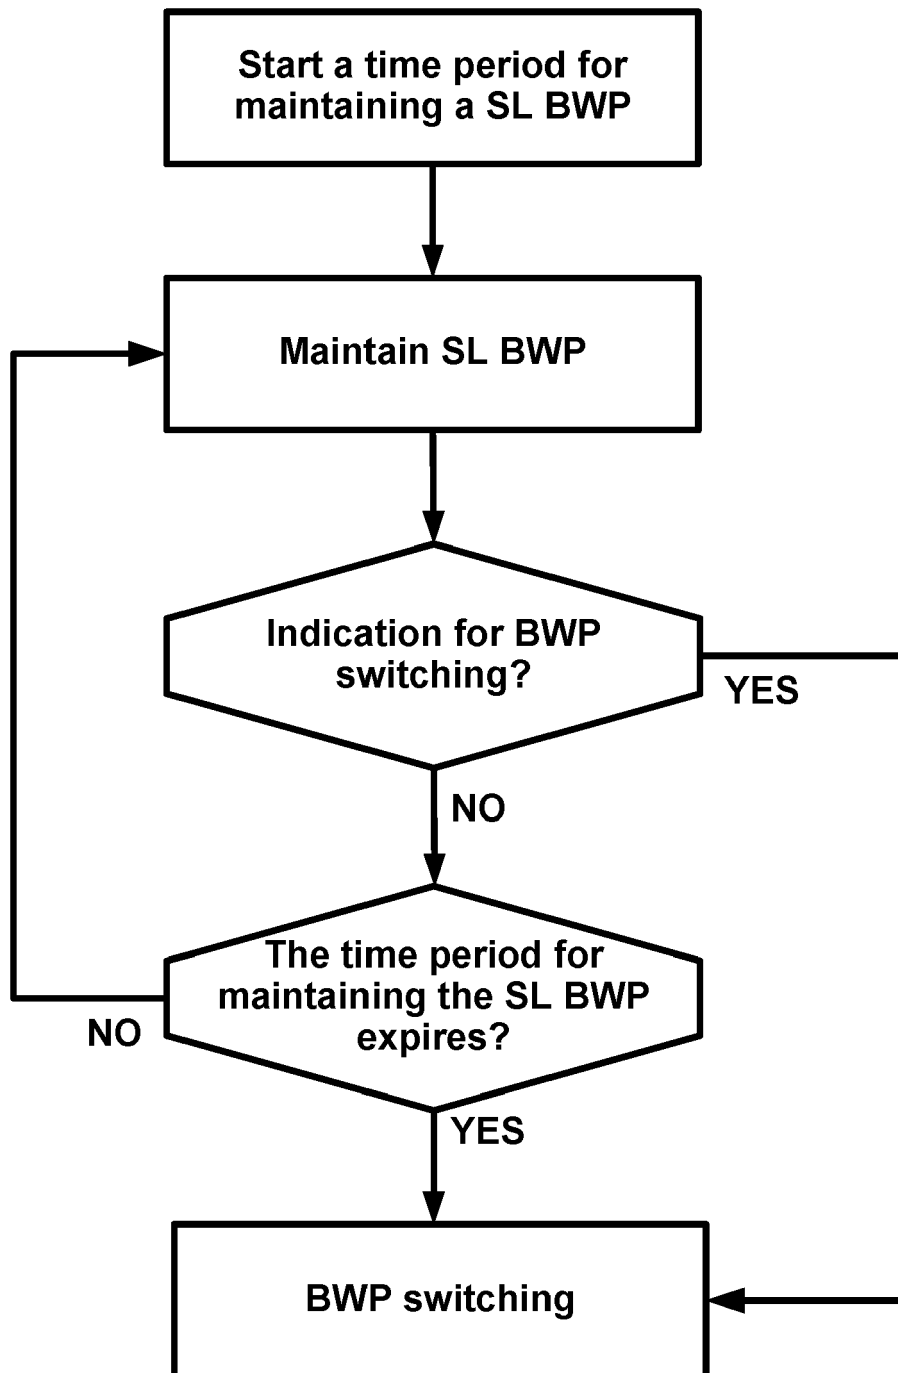 Start a time period for
maintaining a SL BWP
Maintain SL BWP
Indication for BWP
switching?
YES
NO
The time period for
maintaining the SL BWP
expires?
NO
YES
BWP switching